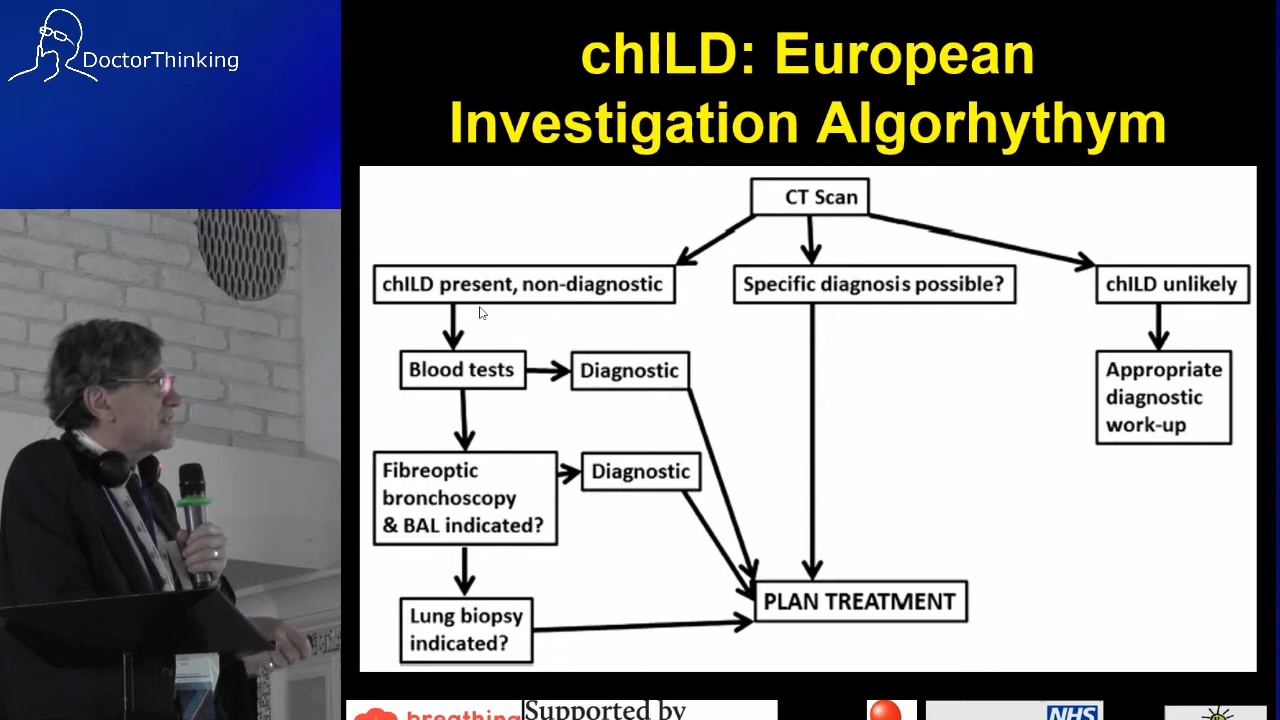 DoctorThinking
chILD: European
Investigation Algorhythym
CT Scan
chILD present, non-diagnostic
Specific diagnosis possible?
chILD unlikely
Blood tests
Diagnostic
Appropriate
diagnostic
work-up
Fibreoptic
bronchoscopy
& BAL indicated?
Diagnostic
Lung biopsy
indicated?
PLAN TREATMENT
breathing
Supported by
NHS